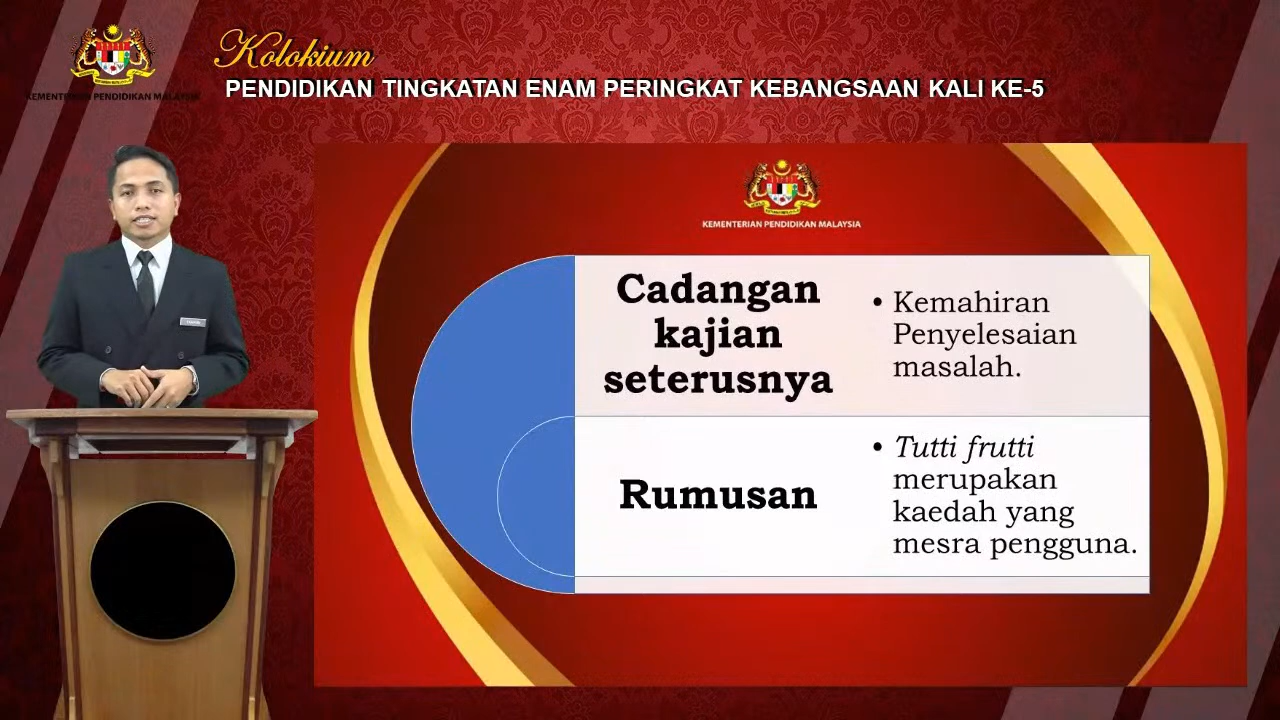 Kolokium
PENDIDIKAN TINGKATAN ENAM PERINGKAT KEBANGSAAN KALI KE-5
KEMENTERIAN PENDIDIKAN MALAYSIA
KEMENTERIAN PENDIDIKAN MALAYSIA
Cadangan
kajian
seterusnya
• Kemahiran
Penyelesaian
masalah.
Rumusan
• Tutti frutti
merupakan
kaedah yang
mesra pengguna.